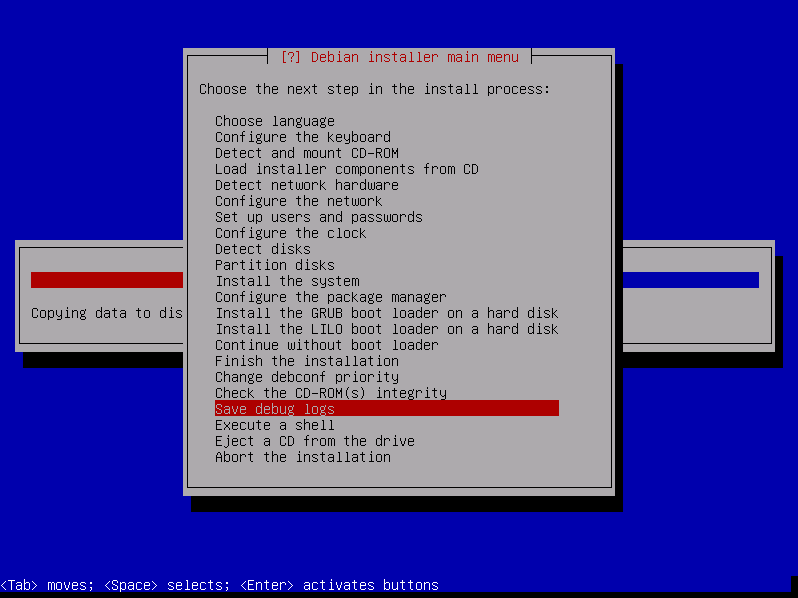 [?] Debian installer main menu
Choose the next step in the install process:
Choose language
Configure the keyboard
Detect and mount CD-ROM
Load installer components from CD
Detect network hardware
Configure the network
Set up users and passwords
Configure the clock
Detect disks
Partition disks
Install the system
Configure the package manager
Install the GRUB boot loader on a hard disk
Install the LILO boot loader on a hard disk
Continue without boot loader
Finish the installation
Change debconf priority
Check the CD-ROM(s) integrity
Save debug logs
Execute a shell
Eject a CD from the drive
Abort the installation
Copying data to dis
<Tab> moves; <Space> selects; <Enter> activates buttons